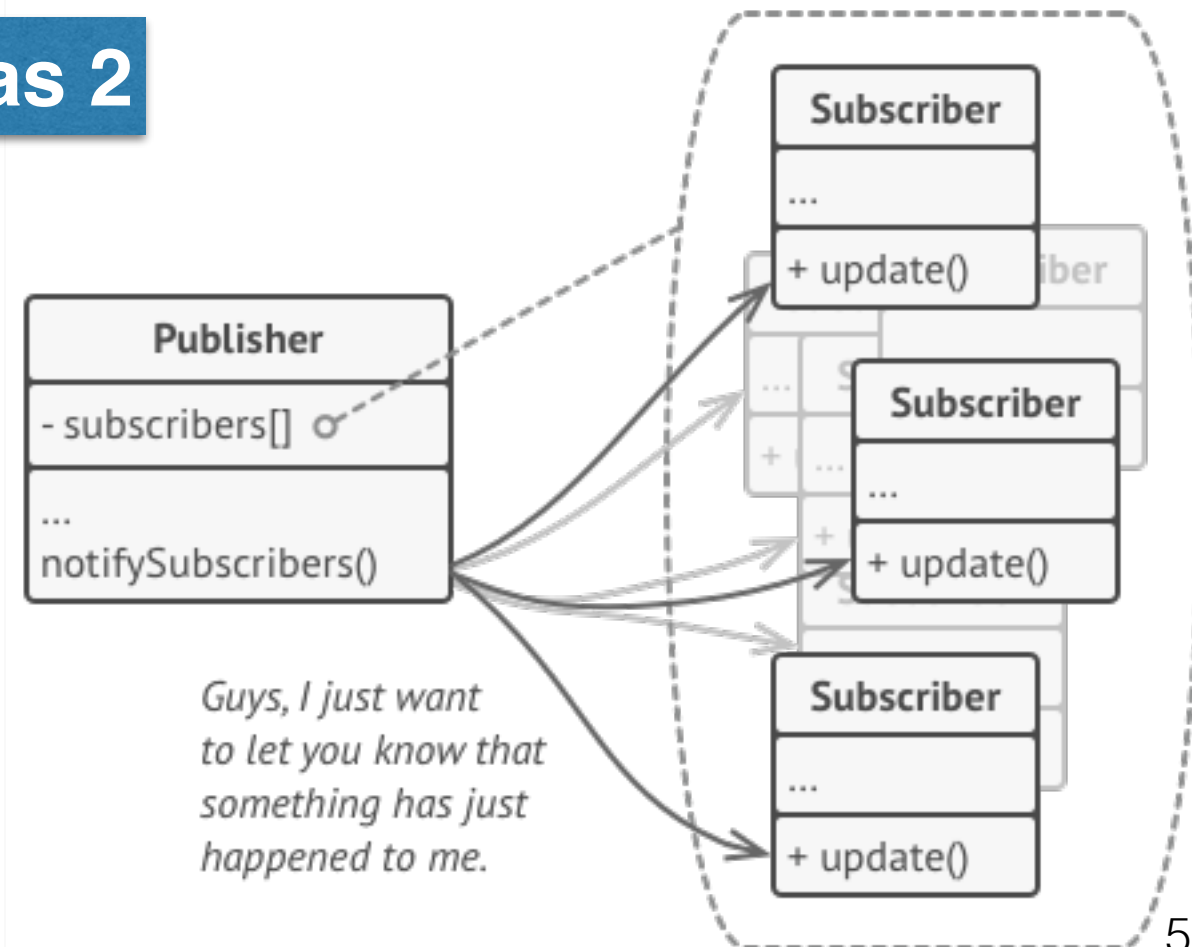 as 2
Publisher
- subscribers[]
...
notifySubscribers()
Guys, I just want
to let you know that
something has just
happened to me.
Subscriber
...
+ update()
iber
...
+
S
...
+
Subscriber
...
+ update()
S
Subscriber
...
+ update()
5